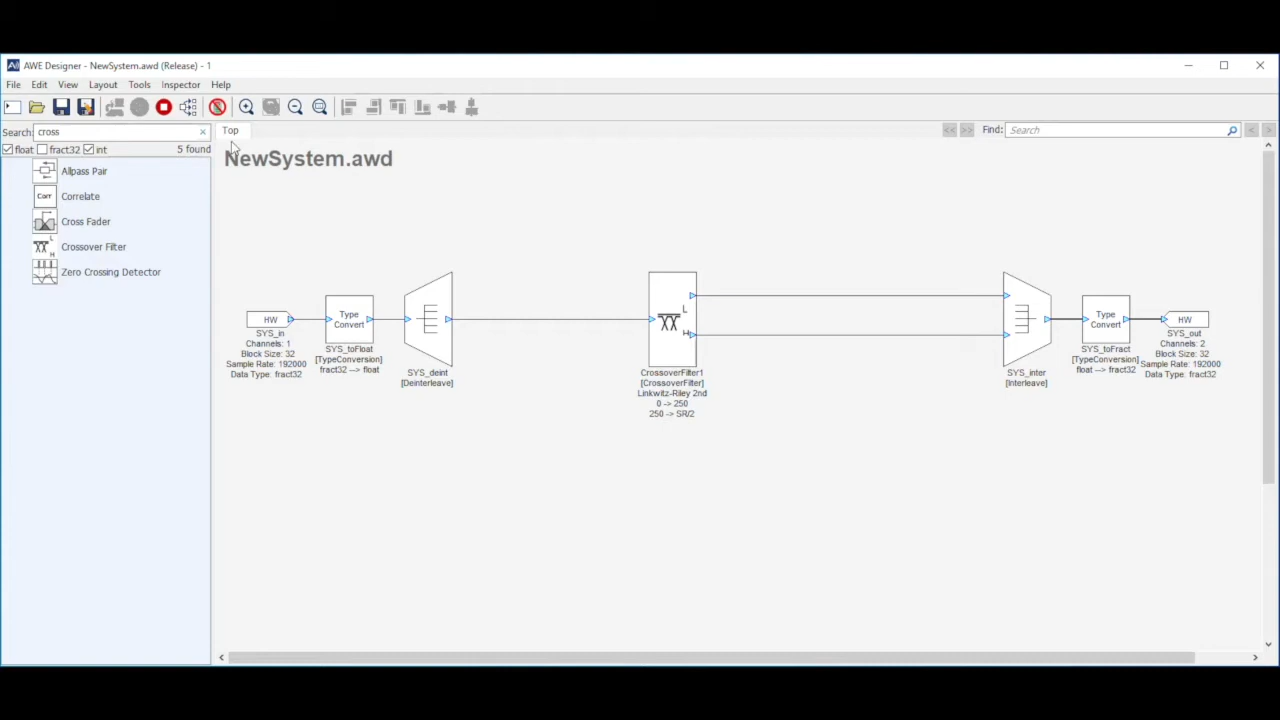 AWE Designer - NewSystem.awd (Release) - 1
File Edit View Layout Tools Inspector Help
Search: cross
float fract32 int 5 found
Top
<< >> Find: Search < >
NewSystem.awd
Allpass Pair
Corr Correlate
Cross Fader
L H Crossover Filter
Zero Crossing Detector
HW
SYS_in
Channels: 1
Block Size: 32
Sample Rate: 192000
Data Type: fract32
Type
Convert
SYS_toFloat
[TypeConversion]
fract32 --> float
SYS_deint
[Deinterleave]
L
H
CrossoverFilter1
[CrossoverFilter]
Linkwitz-Riley 2nd
0 -> 250
250 -> SR/2
SYS_inter
[Interleave]
Type
Convert
SYS_toFract
[TypeConversion]
float --> fract32
HW
SYS_out
Channels: 2
Block Size: 32
Sample Rate: 192000
Data Type: fract32